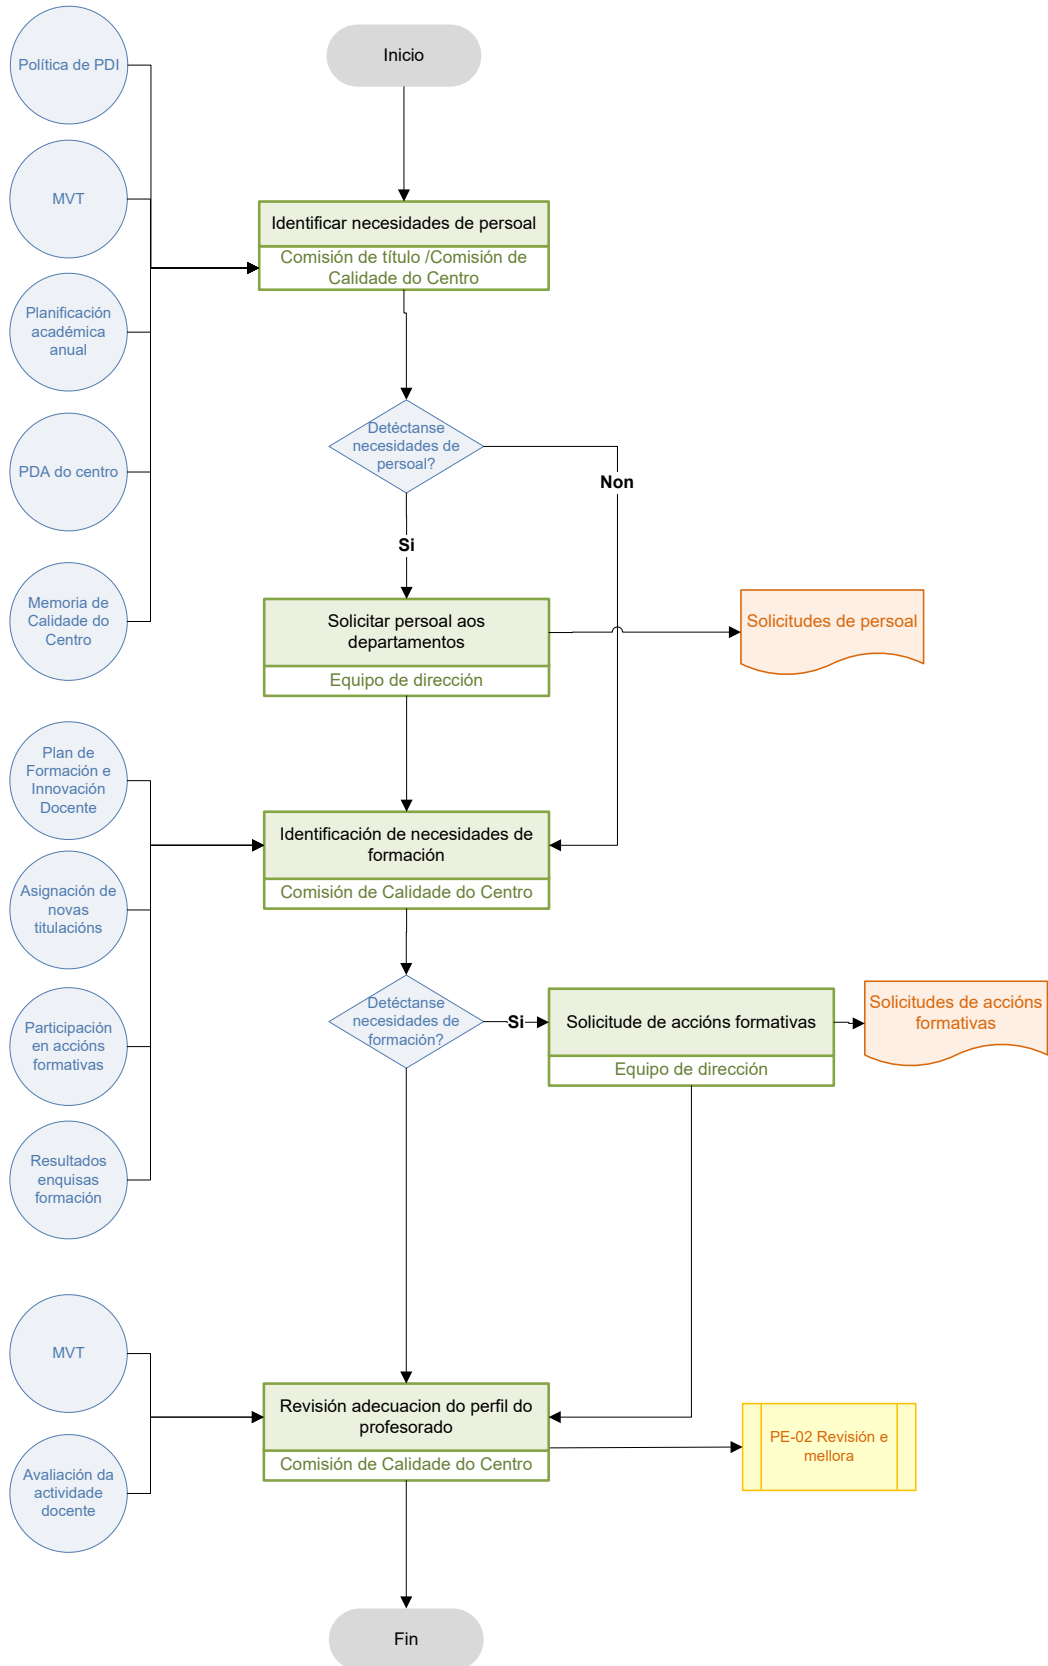 Política de PDI
Inicio
MVT
Identificar necesidades de persoal
Comisión de título /Comisión de
Calidade do Centro
Planificación
académica
anual
Detéctanse
necesidades de
persoal?
PDA do centro
Non
Si
Memoria de
Calidade do
Centro
Solicitar persoal aos
departamentos
Equipo de dirección
Solicitudes de persoal
Plan de
Formación e
Innovación
Docente
Identificación de necesidades de
formación
Comisión de Calidade do Centro
Asignación de
novas
titulacións
Detéctanse
necesidades de
formación?
Si
Solicitude de accións formativas
Equipo de dirección
Solicitudes de accións
formativas
Participación
en accións
formativas
Resultados
enquisas
formación
MVT
Revisión adecuacion do perfil do
profesorado
Comisión de Calidade do Centro
PE-02 Revisión e
mellora
Avaliación da
actividade
docente
Fin